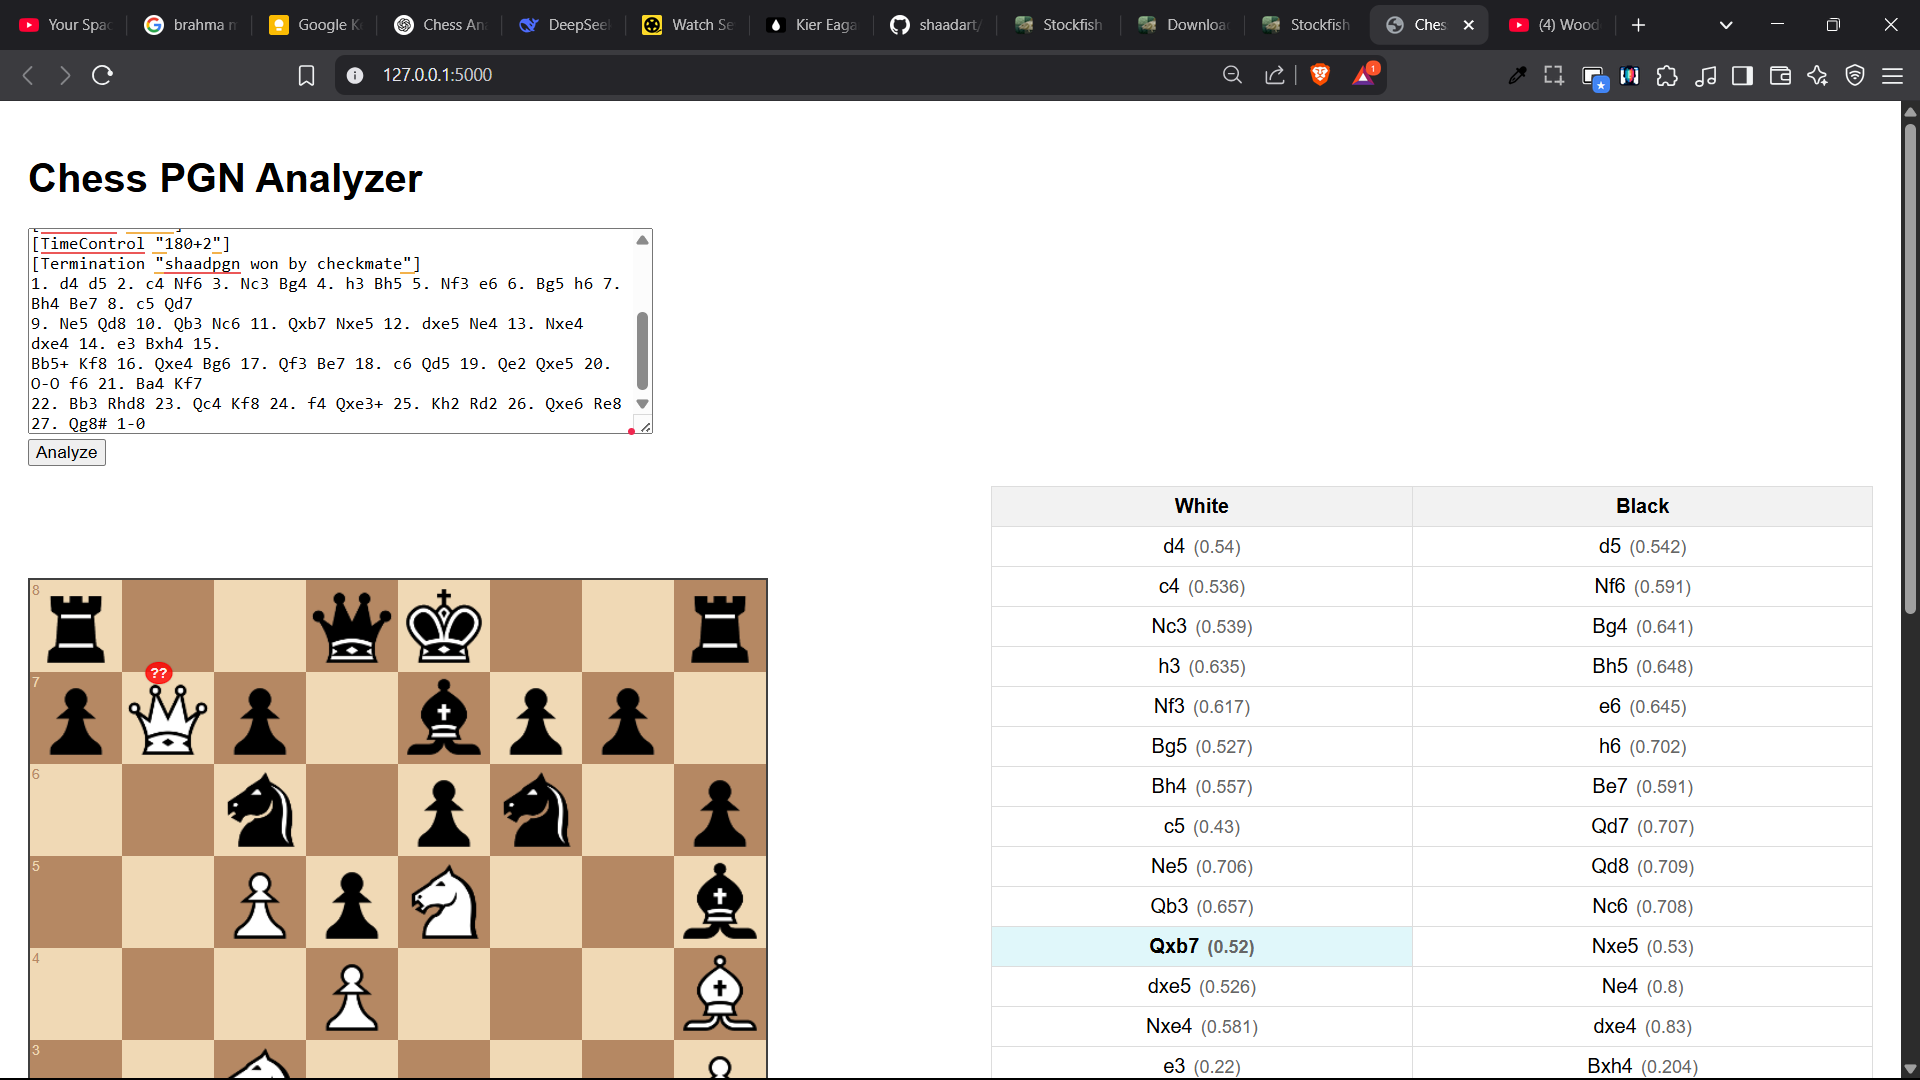 Your Spa
brahma m
Google K
Chess An
DeepSeek
Watch Se
Kier Eaga
shaadart/
Stockfish
Downloa
Stockfish
Ches
(4) Wood
127.0.0.1:5000
1
Chess PGN Analyzer
[TimeControl "180+2"]
[Termination "shaadpgn won by checkmate"]
1. d4 d5 2. c4 Nf6 3. Nc3 Bg4 4. h3 Bh5 5. Nf3 e6 6. Bg5 h6 7.
Bh4 Be7 8. c5 Qd7
9. Ne5 Qd8 10. Qb3 Nc6 11. Qxb7 Nxe5 12. dxe5 Ne4 13. Nxe4
dxe4 14. e3 Bxh4 15.
Bb5+ Kf8 16. Qxe4 Bg6 17. Qf3 Be7 18. c6 Qd5 19. Qe2 Qxe5 20.
O-O f6 21. Ba4 Kf7
22. Bb3 Rhd8 23. Qc4 Kf8 24. f4 Qxe3+ 25. Kh2 Rd2 26. Qxe6 Re8
27. Qg8# 1-0
Analyze
White Black
d4 (0.54) d5 (0.542)
c4 (0.536) Nf6 (0.591)
Nc3 (0.539) Bg4 (0.641)
h3 (0.635) Bh5 (0.648)
Nf3 (0.617) e6 (0.645)
Bg5 (0.527) h6 (0.702)
Bh4 (0.557) Be7 (0.591)
c5 (0.43) Qd7 (0.707)
Ne5 (0.706) Qd8 (0.709)
Qb3 (0.657) Nc6 (0.708)
Qxb7 (0.52) Nxe5 (0.53)
dxe5 (0.526) Ne4 (0.8)
Nxe4 (0.581) dxe4 (0.83)
e3 (0.22) Bxh4 (0.204)
8
??
7
6
5
4
3